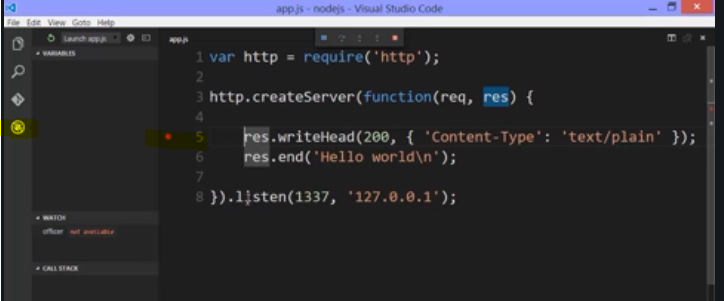 app.js - nodejs - Visual Studio Code
File Edit View Goto Help
Launch app.js
app.js
VARIABLES
1 var http = require('http');
2
3 http.createServer(function(req, res) {
4
5 res.writeHead(200, { 'Content-Type': 'text/plain' });
6 res.end('Hello world\n');
7
8 }).listen(1337, '127.0.0.1');
WATCH
officer not available
CALL STACK